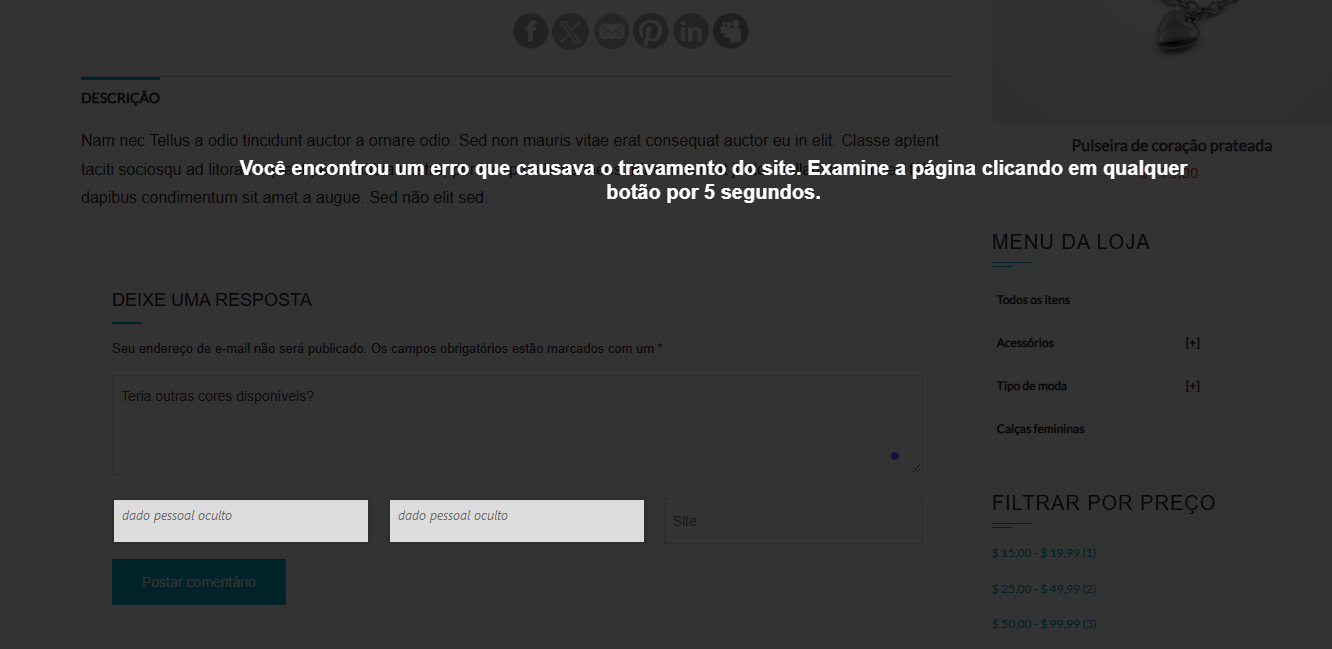 DESCRIÇÃO
Nam nec Tellus a odio tincidunt auctor a ornare odio. Sed non mauris vitae erat consequat auctor eu in elit. Classe aptent
taciti sociosqu ad litora
Você encontrou um erro que causava o travamento do site. Examine a página clicando em qualquer
botão por 5 segundos.
dapibus condimentum sit amet a augue. Sed não elit sed.
Pulseira de coração prateada
DEIXE UMA RESPOSTA
Seu endereço de e-mail não será publicado. Os campos obrigatórios estão marcados com um *
Teria outras cores disponíveis?
dado pessoal oculto
dado pessoal oculto
Site
Postar comentário
MENU DA LOJA
Todos os itens
Acessórios [+]
Tipo de moda [+]
Calças femininas
FILTRAR POR PREÇO
$ 15,00 - $ 19,99 (1)
$ 25,00 - $ 49,99 (2)
$ 50,00 - $ 99,99 (3)